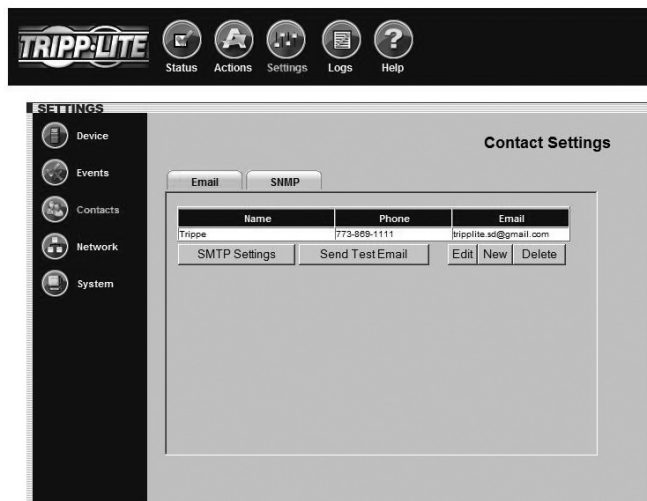 TRIPP·LITE
Status Actions Settings Logs Help
SETTINGS
Device
Events
Contacts
Network
System
Contact Settings
Email SNMP
Name Phone Email
Trippe 773-869-1111 tripplite.sd@gmail.com
SMTP Settings Send Test Email Edit New Delete